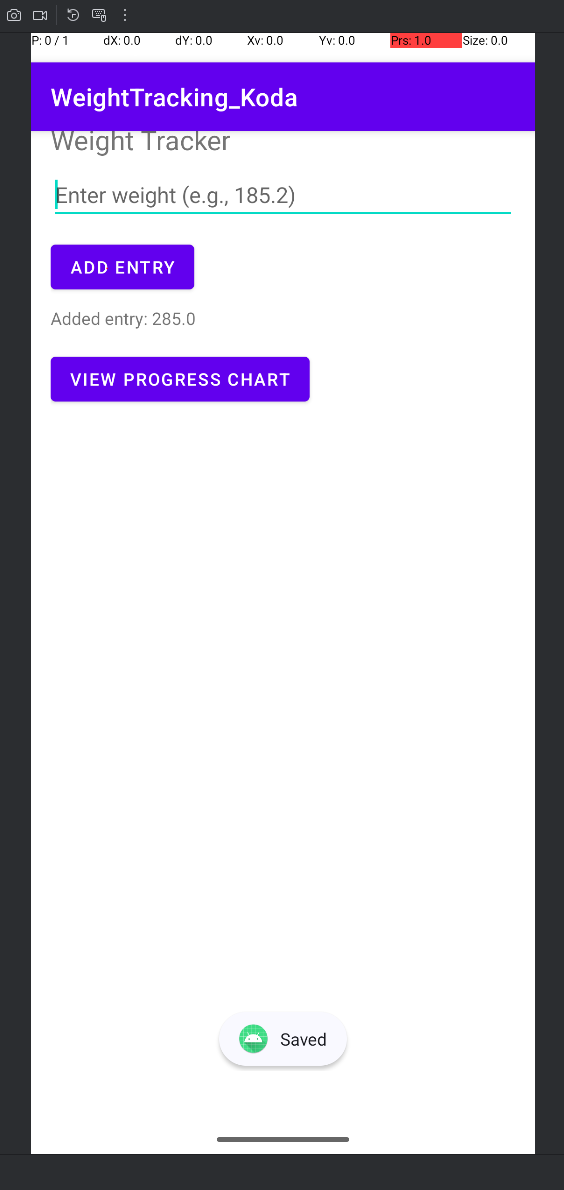 P: 0 / 1 dX: 0.0 dY: 0.0 Xv: 0.0 Yv: 0.0 Prs: 1.0 Size: 0.0
WeightTracking_Koda
Weight Tracker
Enter weight (e.g., 185.2)
ADD ENTRY
Added entry: 285.0
VIEW PROGRESS CHART
Saved